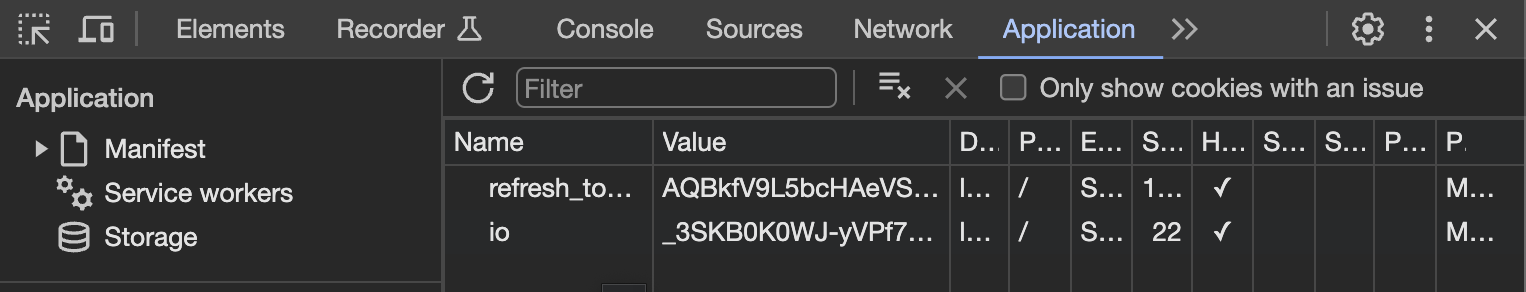 Elements Recorder Console Sources Network Application
Application
Manifest
Service workers
Storage
Filter Only show cookies with an issue
Name Value D... P... E... S... H... S... S... P... P.
refresh_to... AQBkfV9L5bcHAeVS... l... / S... 1... ✓ M...
io _3SKB0K0WJ-yVPf7... l... / S... 22 ✓ M...